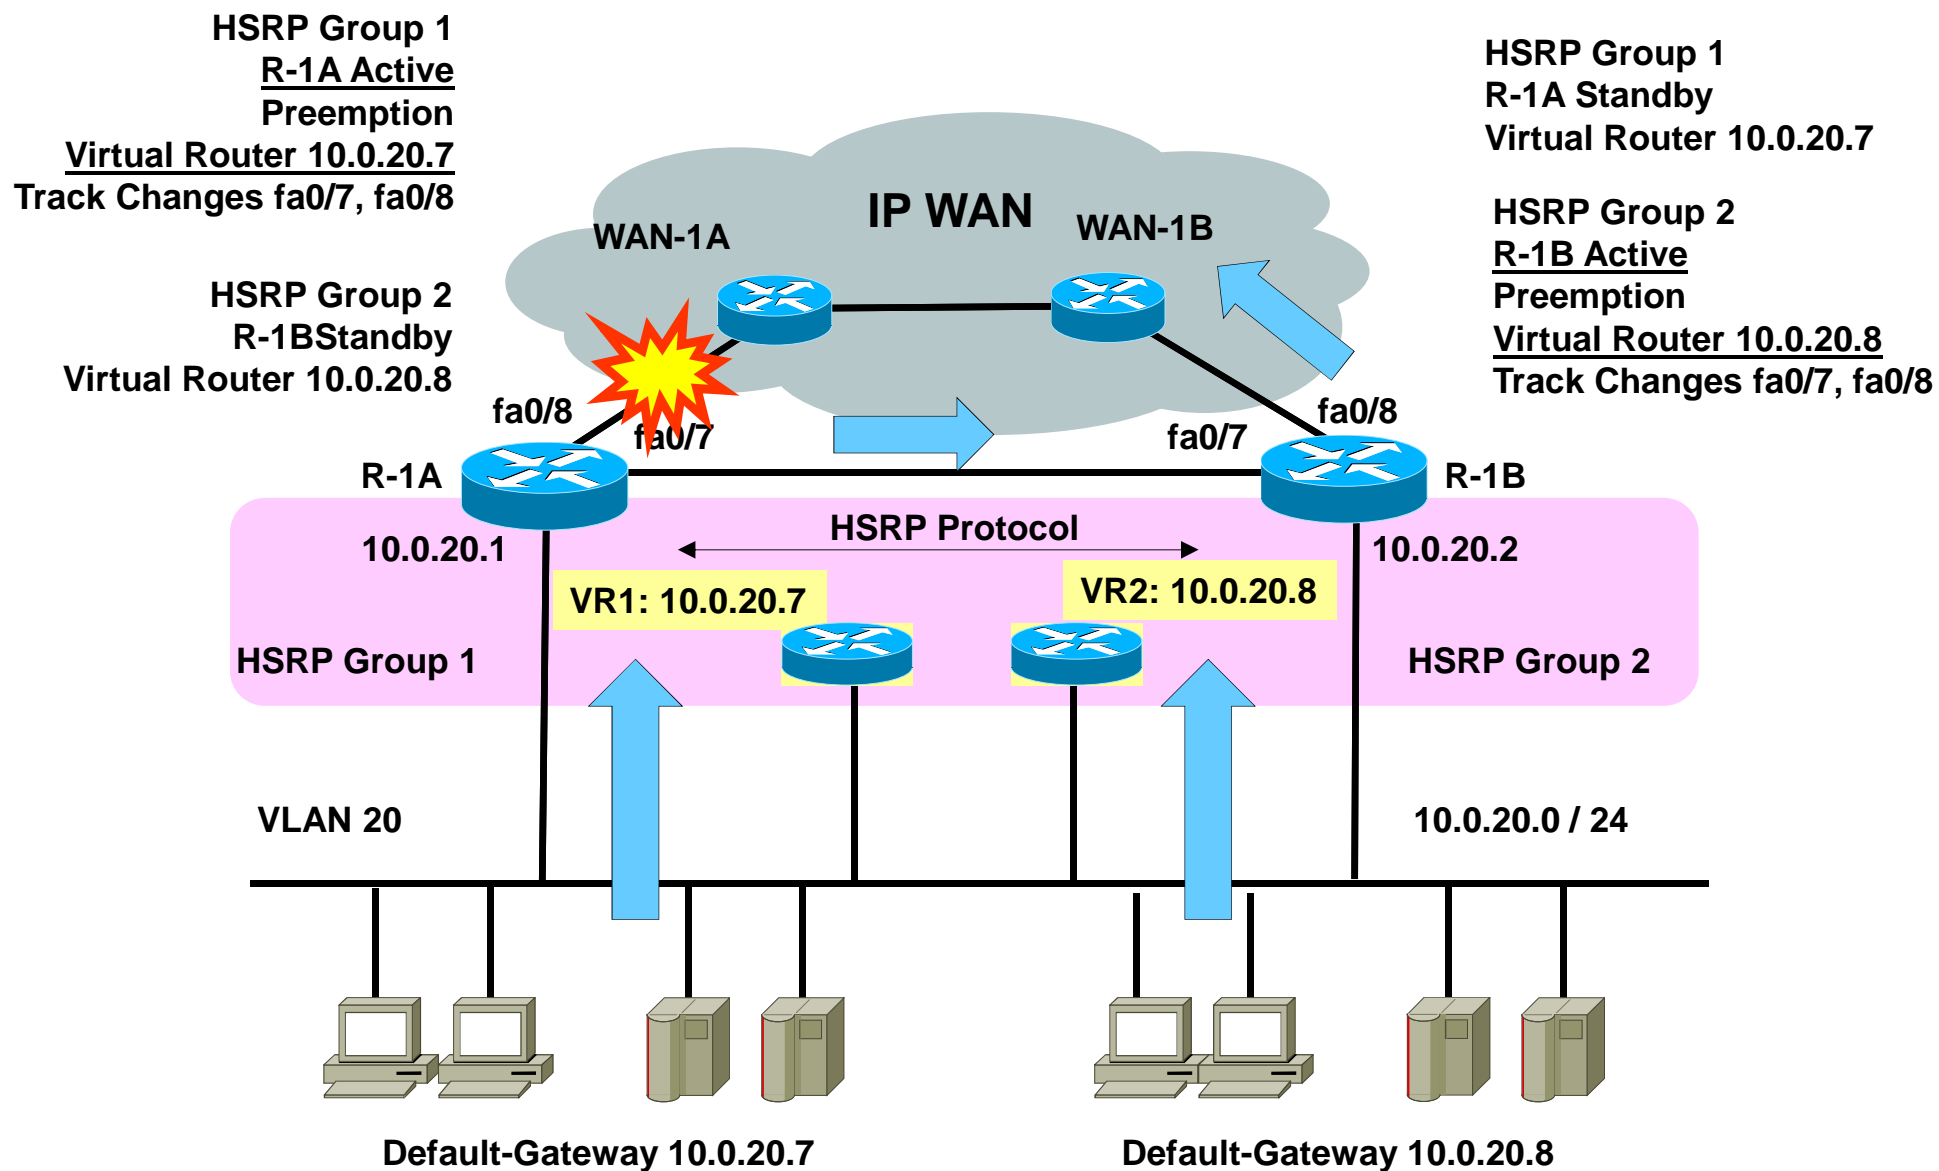 HSRP Group 1
R-1A Active
Preemption
Virtual Router 10.0.20.7
Track Changes fa0/7, fa0/8
HSRP Group 2
R-1BStandby
Virtual Router 10.0.20.8
HSRP Group 1
R-1A Standby
Virtual Router 10.0.20.7
HSRP Group 2
R-1B Active
Preemption
Virtual Router 10.0.20.8
Track Changes fa0/7, fa0/8
IP WAN
WAN-1A
WAN-1B
fa0/8
fa0/7
fa0/7
fa0/8
R-1A
R-1B
HSRP Protocol
10.0.20.1
10.0.20.2
VR1: 10.0.20.7
VR2: 10.0.20.8
HSRP Group 1
HSRP Group 2
VLAN 20
10.0.20.0 / 24
Default-Gateway 10.0.20.7
Default-Gateway 10.0.20.8